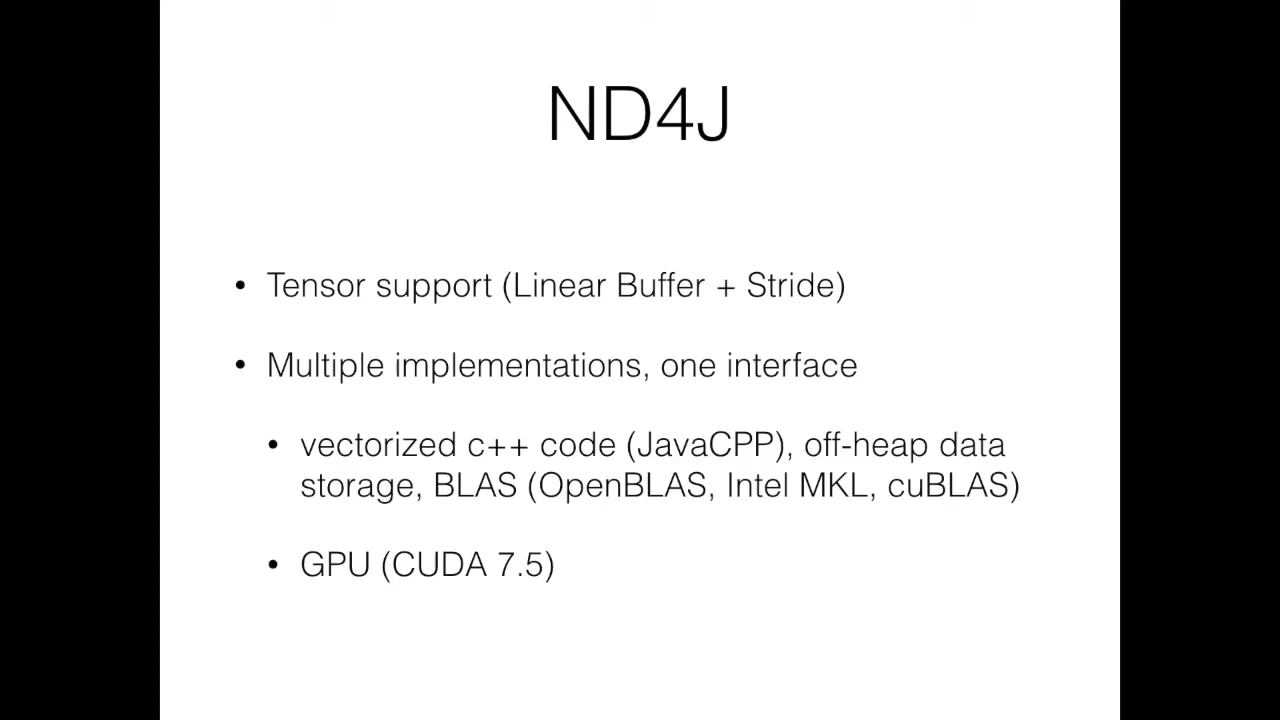 ND4J
• Tensor support (Linear Buffer + Stride)
• Multiple implementations, one interface
• vectorized c++ code (JavaCPP), off-heap data
storage, BLAS (OpenBLAS, Intel MKL, cuBLAS)
• GPU (CUDA 7.5)